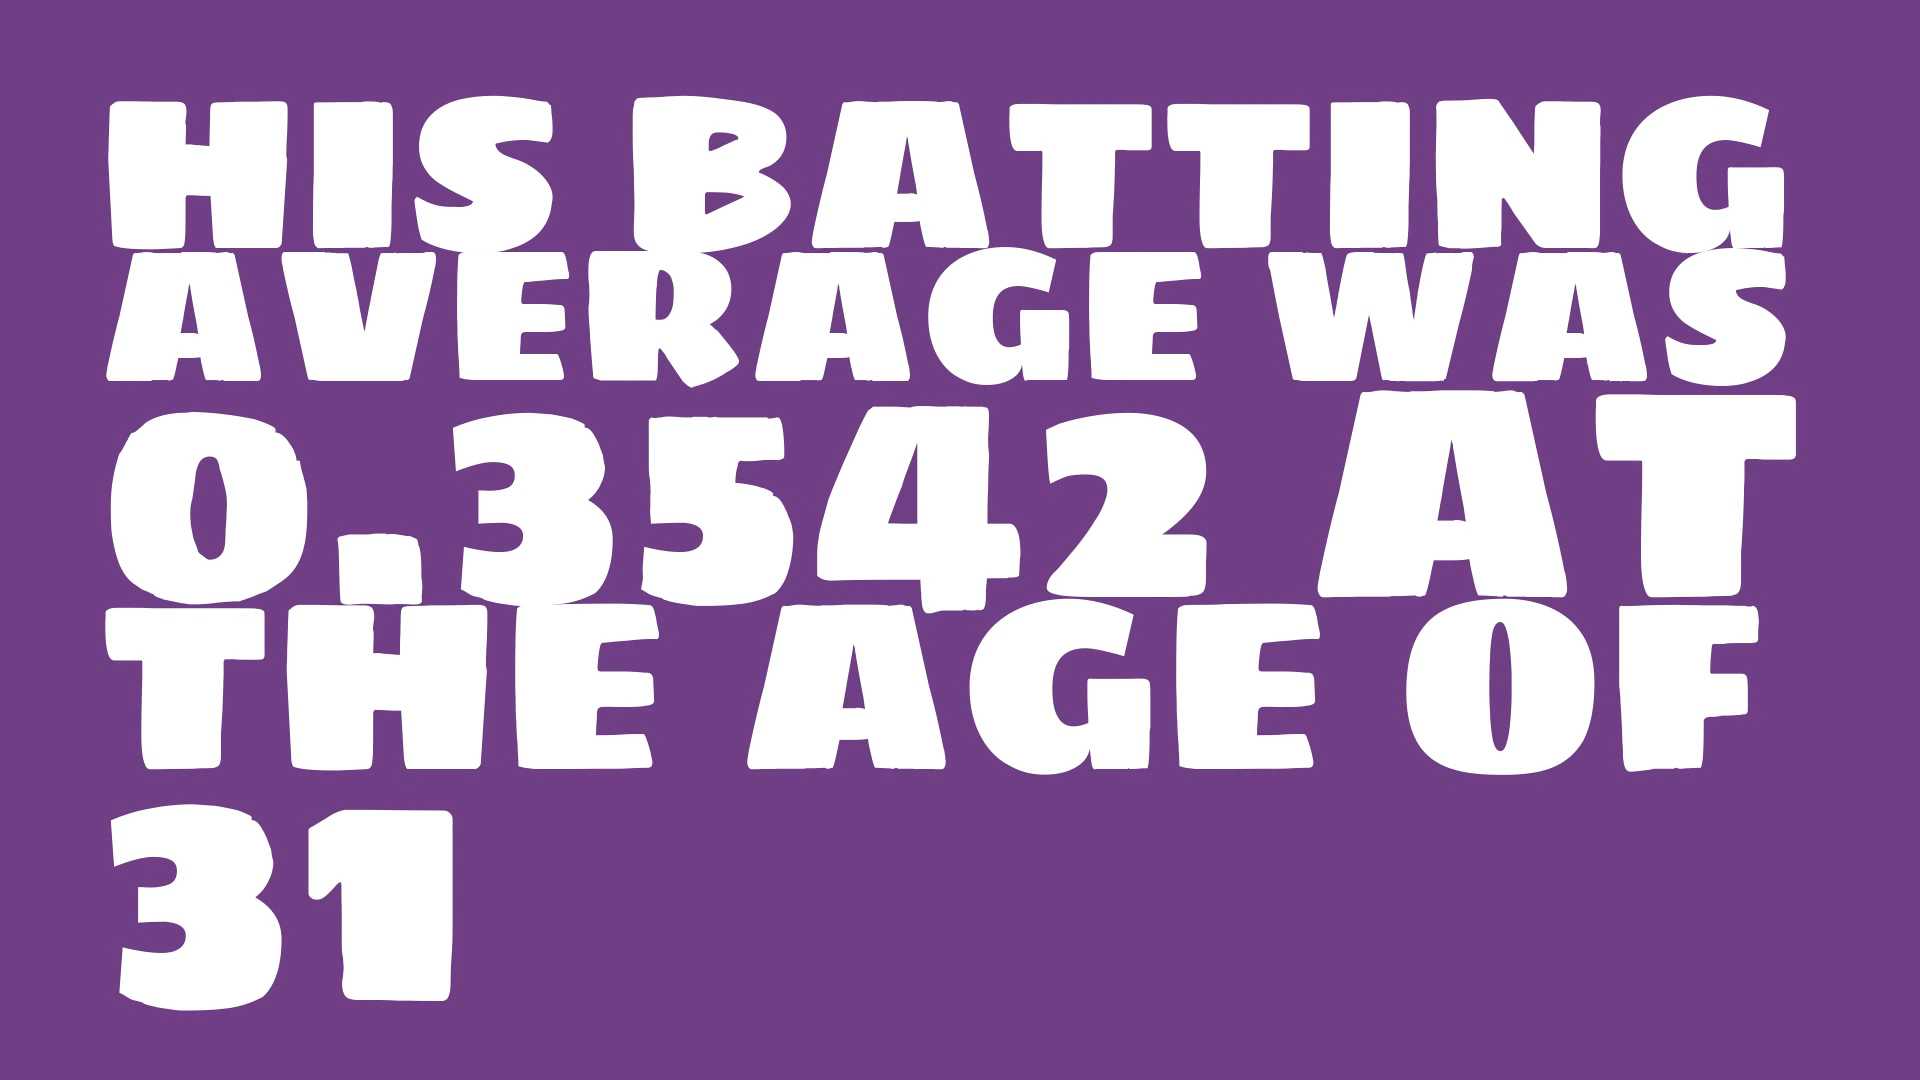 HIS BATTING
AVERAGE WAS
0.3542 AT
THE AGE OF
31